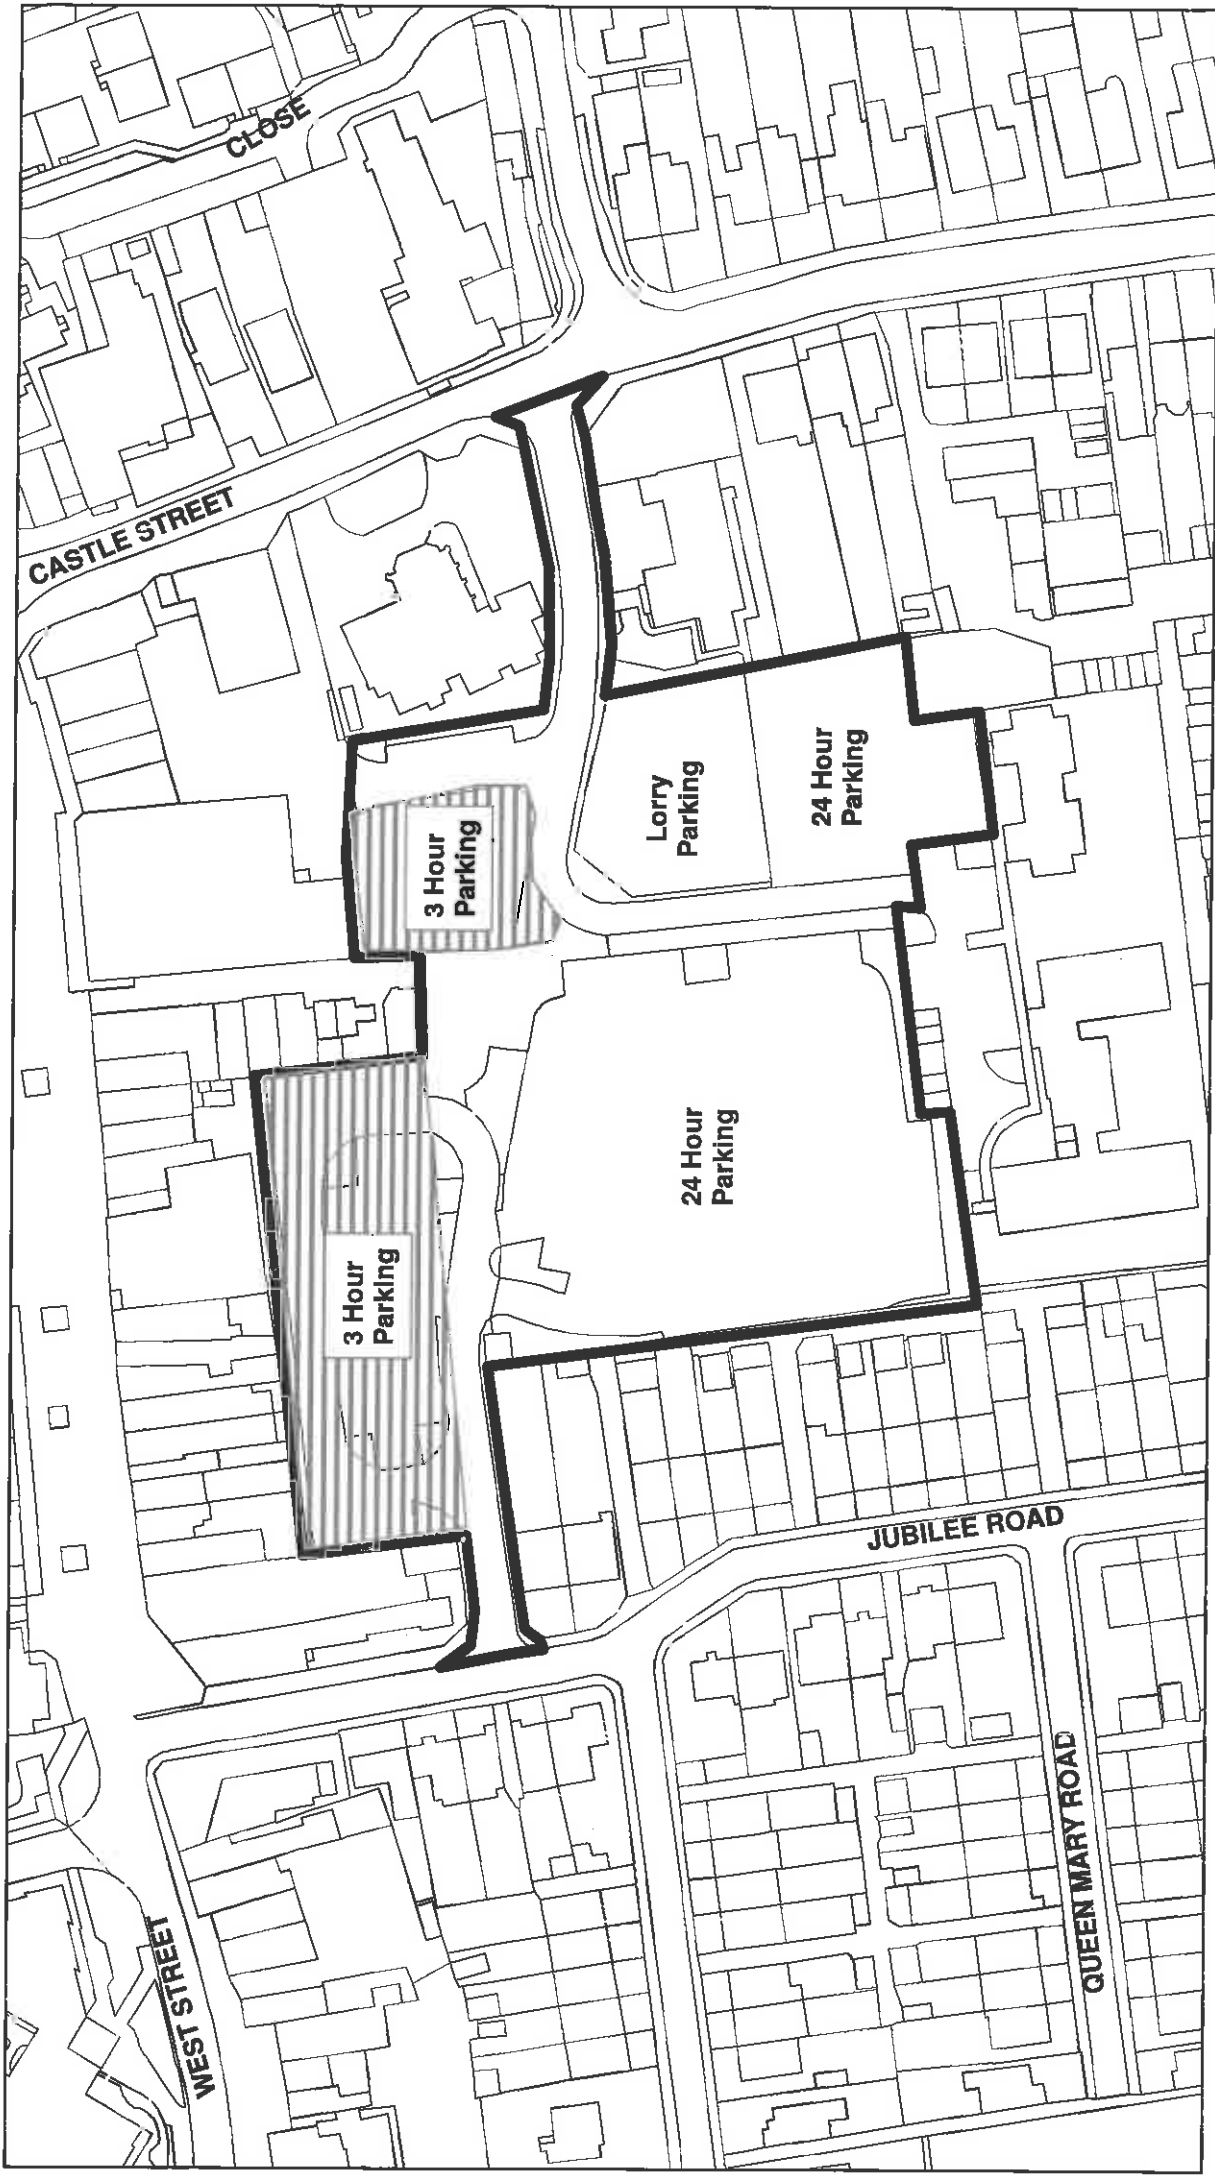 CLOSE
CASTLE STREET
3 Hour
Parking
Lorry
Parking
24 Hour
Parking
3 Hour
Parking
24 Hour
Parking
JUBILEE ROAD
WEST STREET
QUEEN MARY ROAD